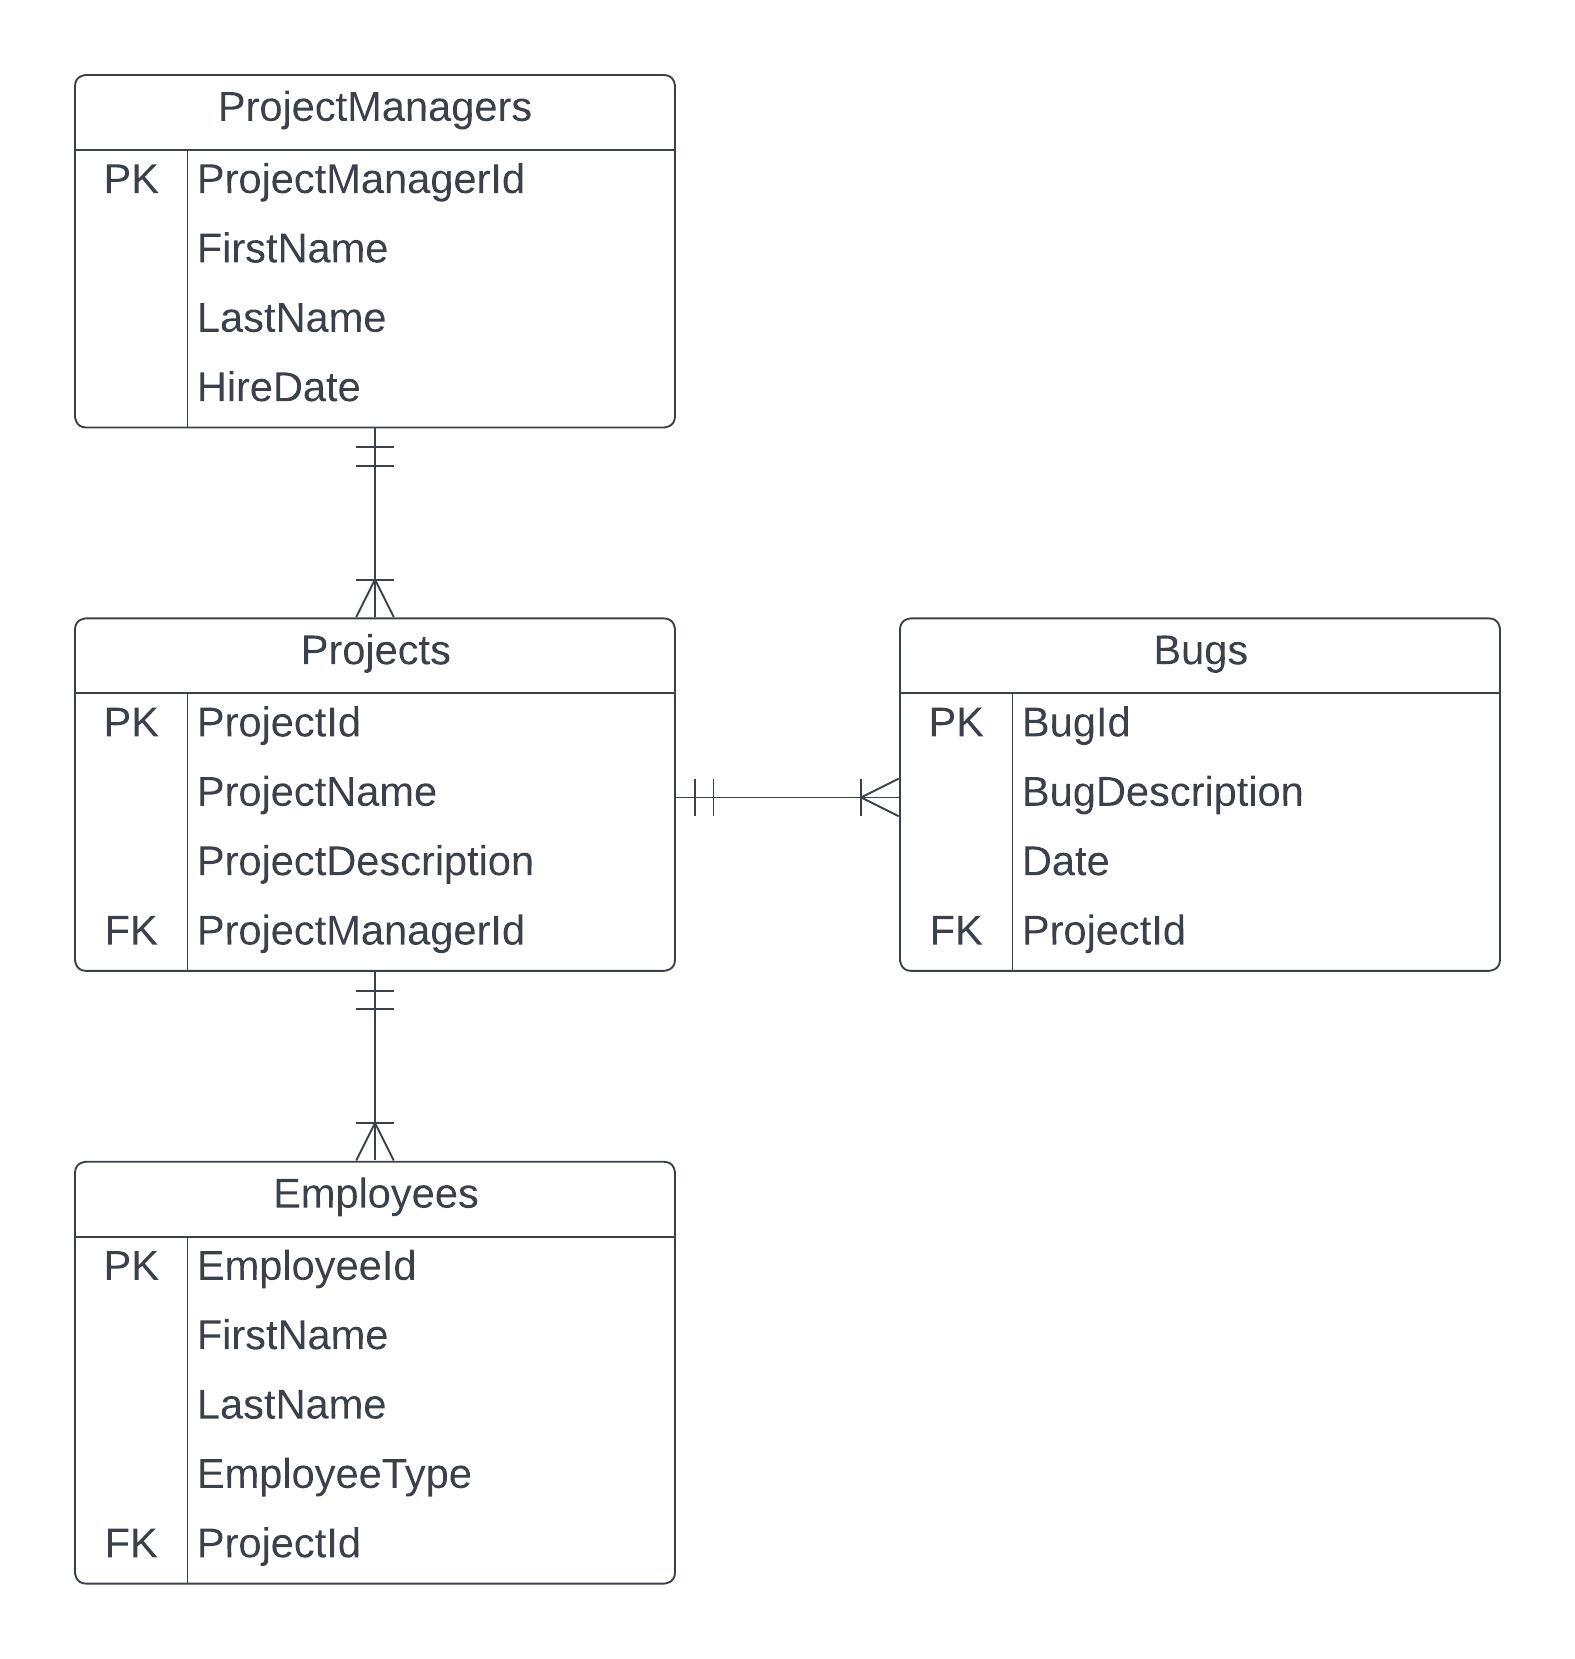 ProjectManagers
PK ProjectManagerId
FirstName
LastName
HireDate
Projects
PK ProjectId
ProjectName
ProjectDescription
FK ProjectManagerId
Bugs
PK BugId
BugDescription
Date
FK ProjectId
Employees
PK EmployeeId
FirstName
LastName
EmployeeType
FK ProjectId